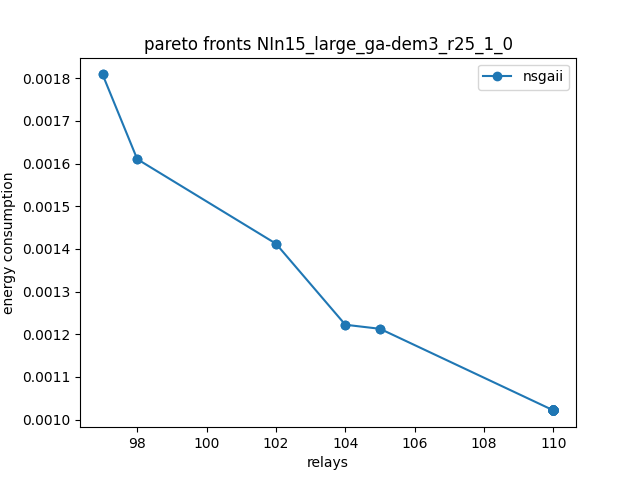 pareto fronts NIn15_large_ga-dem3_r25_1_0
nsgaii
0.0018
0.0017
0.0016
0.0015
0.0014
0.0013
0.0012
0.0011
0.0010
energy consumption
98 100 102 104 106 108 110
relays